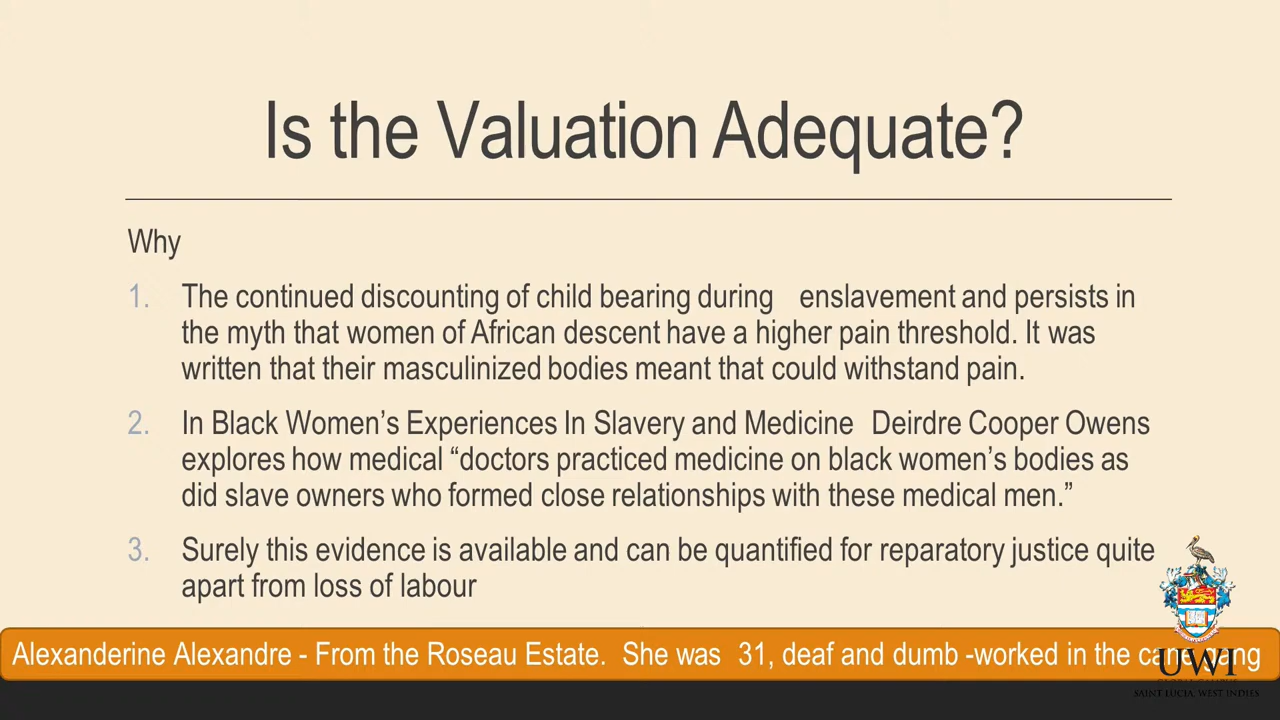 Is the Valuation Adequate?
Why
1. The continued discounting of child bearing during enslavement and persists in
the myth that women of African descent have a higher pain threshold. It was
written that their masculinized bodies meant that could withstand pain.
2. In Black Women’s Experiences In Slavery and Medicine Deirdre Cooper Owens
explores how medical “doctors practiced medicine on black women’s bodies as
did slave owners who formed close relationships with these medical men.”
3. Surely this evidence is available and can be quantified for reparatory justice quite
apart from loss of labour
Alexanderine Alexandre - From the Roseau Estate. She was 31, deaf and dumb -worked in the cane gang
UWI
SAINT LUCIA, WEST INDIES